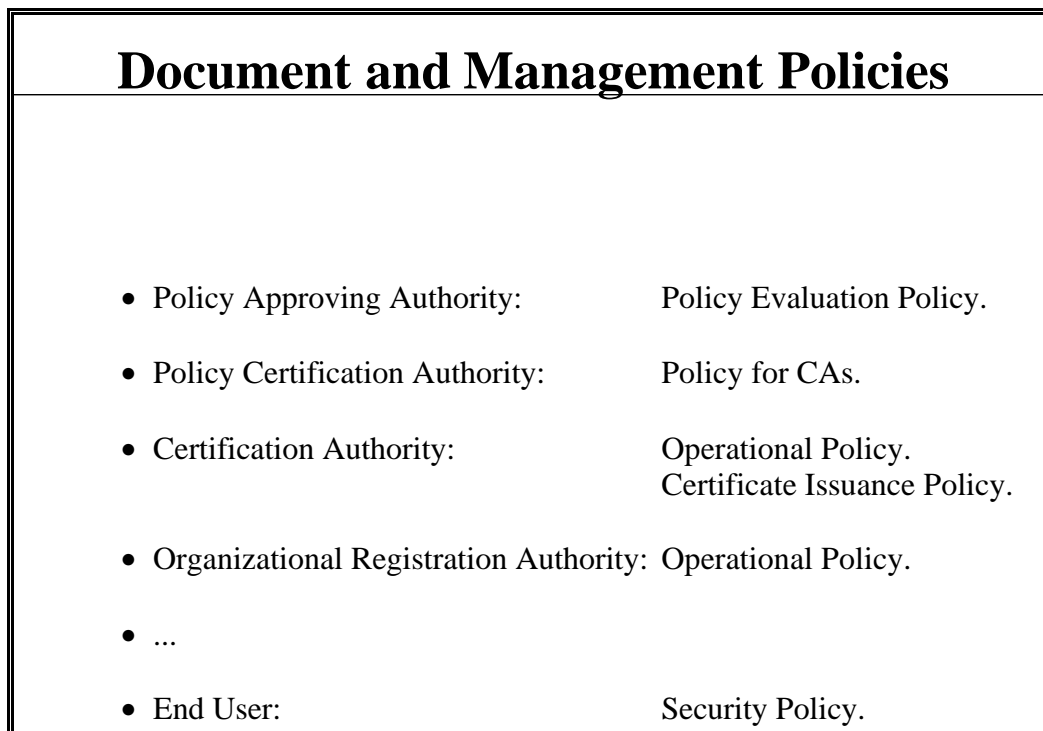 Document and Management Policies
• Policy Approving Authority: Policy Evaluation Policy.
• Policy Certification Authority: Policy for CAs.
• Certification Authority: Operational Policy.
Certificate Issuance Policy.
• Organizational Registration Authority: Operational Policy.
• ...
• End User: Security Policy.